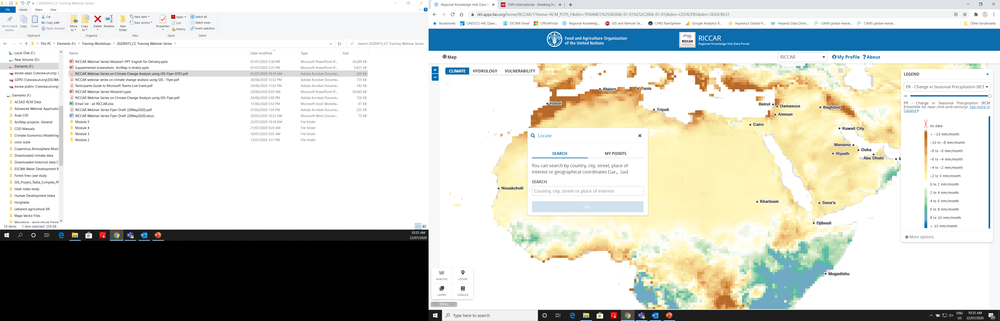 20200415_CC Training Webinar Series
File Home Share View
Pin to Quick access
Copy
Paste
Cut
Copy path
Paste shortcut
Move to
Copy to
Delete
Rename
New folder
New item
Easy access
Properties
Open
Edit
History
Select all
Select none
Invert selection
Clipboard Organise New Open Select
This PC > Elements (F:) > Training Workshops > 20200415_CC Training Webinar Series >
Search 20200415_CC Training Webinar Series
Local Disk (C:)
New Volume (D:)
Elements (F:)
escwa-apps (\\escwa.un.org) (
SDPD (\\escwa.un.org\ESCWA
escwa-public (\\escwa.un.org)
Elements (F:)
ACSAD RCM Data
Advanced Webinar Applicatio
Arab COF
ArcMap projects- General
CDO Manuals
Climate Economics Modelling
color scale
Copernicus Atmosphere Moni
Downloaded climate data
Downloaded historical data C
ESCWA Water Development R
Forest fires case study
GIS_Project_Tadla_Complex_Ph
Heat index study
Human Development Index
Hurghada
Lebanon agricultural VA
Maps Vector Files
Migration - Agricultural Empl
Name Date modified Type Size
RICCAR Webinar Series-Module1-PPT-English for Delivery.pptx 01/07/2020 2:38 PM Microsoft PowerPoint Pr... 34,289 KB
Supplemental screenshots- ArcMap in Arabic.pptx 01/07/2020 2:25 PM Microsoft PowerPoint Pr... 9,421 KB
RICCAR Webinar Series on Climate Change Analysis using GIS-Flyer-0701.pdf 01/07/2020 10:19 AM Adobe Acrobat Docume... 255 KB
RICCAR webinar series on climate change analysis using GIS - Flyer.pdf 30/06/2020 12:52 PM Adobe Acrobat Docume... 735 KB
Participants Guide to Microsoft Teams Live Event.pdf 29/06/2020 11:03 PM Adobe Acrobat Docume... 142 KB
RICCAR Webinar Series-Module1.pptx 29/06/2020 8:59 AM Microsoft PowerPoint Pr... 34,045 KB
RICCAR Webinar Series on Climate Change Analysis using GIS-Flyer.pdf 24/06/2020 2:40 PM Adobe Acrobat Docume... 728 KB
Email list - all RICCAR.xlsx 17/06/2020 5:53 PM Microsoft Excel Workshe... 87 KB
RICCAR Webinar Series Flyer-Draft (20May2020).pdf 27/05/2020 1:54 PM Adobe Acrobat Docume... 225 KB
RICCAR Webinar Series Flyer-Draft (20May2020).docx 20/05/2020 10:23 AM Microsoft Word Docum... 75 KB
Module 5 22/07/2020 10:18 AM File folder
Module 4 21/07/2020 9:24 AM File folder
Module 3 16/07/2020 9:55 AM File folder
Module 2 13/07/2020 3:57 PM File folder
14 items 1 item selected 254 KB
10:35 AM
22/07/2020
Regional Knowledge Hub Data P
CNN International - Breaking Ne
rkh.apps.fao.org/home/RICCAR/1?theme=RCM_PCPS_F&dim=TFRAME3:%255B2046-01-01%252C2066-01-01)&dim=CES:RCP85&dim=SEASON:S1
Bookmarks UNESCO-IHE Open... ESCWA Email OfficePortal Regional Knowledg... GIS and Remote Se... CHRS RainSphere Google Analytics R... Aqueduct Global Fl... Hazards Data Distri... CAMS global reanal... CAMS global reanal... Other bookmarks
Food and Agriculture Organization
of the United Nations
RICCAR
RICCAR
Regional Knowledge Hub Data Portal
Map
RICCAR
My Profile
? About
CLIMATE HYDROLOGY VULNERABILITY
Algiers
Tunis
Rabat
Tripoli
Beirut
Damascus
Baghdad
Amman
Cairo
Kuwait City
Manama
Doha
Riyadh
Abu Dhabi
M
Nouakchott
Khartoum
Sana'a
Djibouti
Mogadishu
Locate
SEARCH MY POINTS
You can search by country, city, street, place of
interest or geographical coordinates (lat, lon)
SEARCH
Country, city, street or place of interest
Go
LEGEND
PR - Change in Seasonal Precipitation (RCM
PR - Change in Seasonal Precipitation (RCM
Ensemble for near-,mid-,end-century). See more in
Catalog
no data
< -10 mm/month
-10 to -8 mm/month
-8 to -6 mm/month
-6 to -4 mm/month
-4 to -2 mm/month
-2 to 0 mm/month
0 to 2 mm/month
2 to 4 mm/month
4 to 6 mm/month
6 to 8 mm/month
8 to 10 mm/month
> 10 mm/month
More options
ANALYSIS LOCATE
LAYERS CATALOG
500 km
Type here to search
ENG
US
10:35 AM
22/07/2020
25